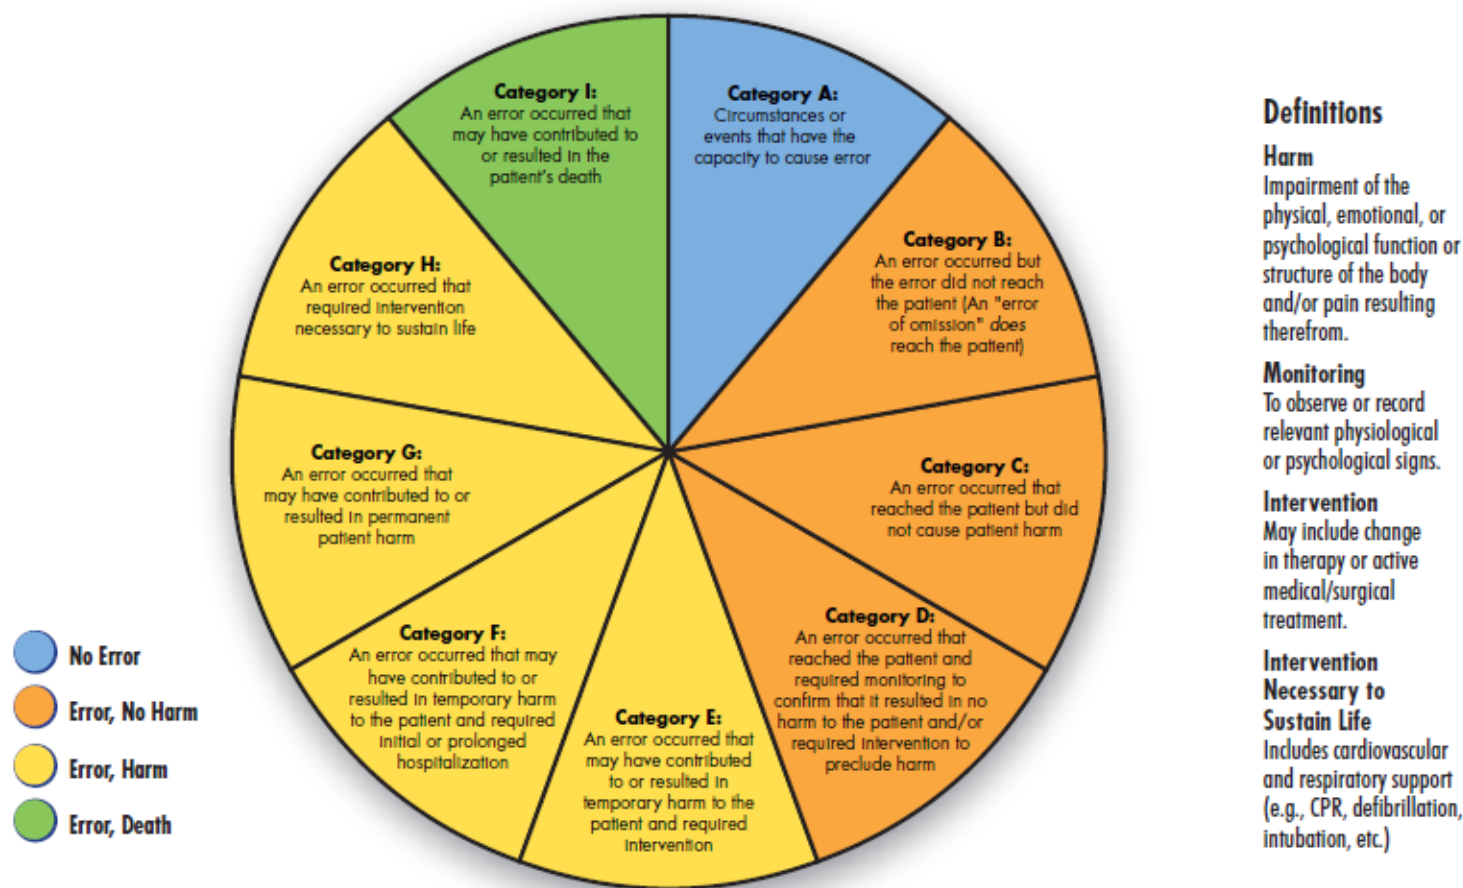 Category I:
An error occurred that
may have contributed to
or resulted in the
patient's death
Category A:
Circumstances or
events that have the
capacity to cause error
Category B:
An error occurred but
the error did not reach
the patient (An "error
of omission" does
reach the patient)
Category C:
An error occurred that
reached the patient but did
not cause patient harm
Category D:
An error occurred that
reached the patient and
required monitoring to
confirm that it resulted in no
harm to the patient and/or
required intervention to
preclude harm
Category E:
An error occurred that
may have contributed
to or resulted in
temporary harm to the
patient and required
intervention
Category F:
An error occurred that may
have contributed to or
resulted in temporary harm
to the patient and required
initial or prolonged
hospitalization
Category G:
An error occurred that
may have contributed to or
resulted in permanent
patient harm
Category H:
An error occurred that
required intervention
necessary to sustain life
No Error
Error, No Harm
Error, Harm
Error, Death
Definitions
Harm
Impairment of the
physical, emotional, or
psychological function or
structure of the body
and/or pain resulting
therefrom.
Monitoring
To observe or record
relevant physiological
or psychological signs.
Intervention
May include change
in therapy or active
medical/surgical
treatment.
Intervention
Necessary to
Sustain Life
Includes cardiovascular
and respiratory support
(e.g., CPR, defibrillation,
intubation, etc.)